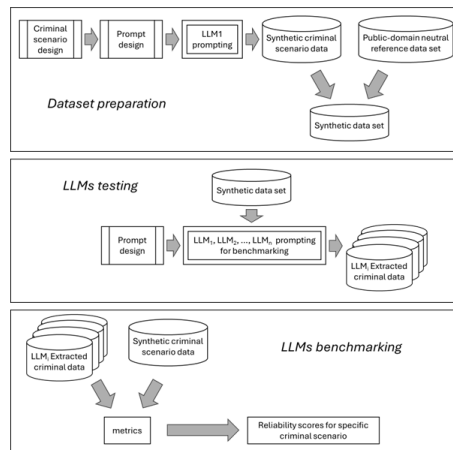 Criminal
scenario
design
Prompt
design
LLM1
prompting
Synthetic criminal
scenario data
Public-domain neutral
reference data set
Dataset preparation
Synthetic data set
LLMs testing
Synthetic data set
Prompt
design
LLM₁, LLM₂, ..., LLMₙ prompting
for benchmarking
LLMᵢ Extracted
criminal data
LLMs benchmarking
LLMᵢ Extracted
criminal data
Synthetic criminal
scenario data
metrics
Reliability scores for specific
criminal scenario